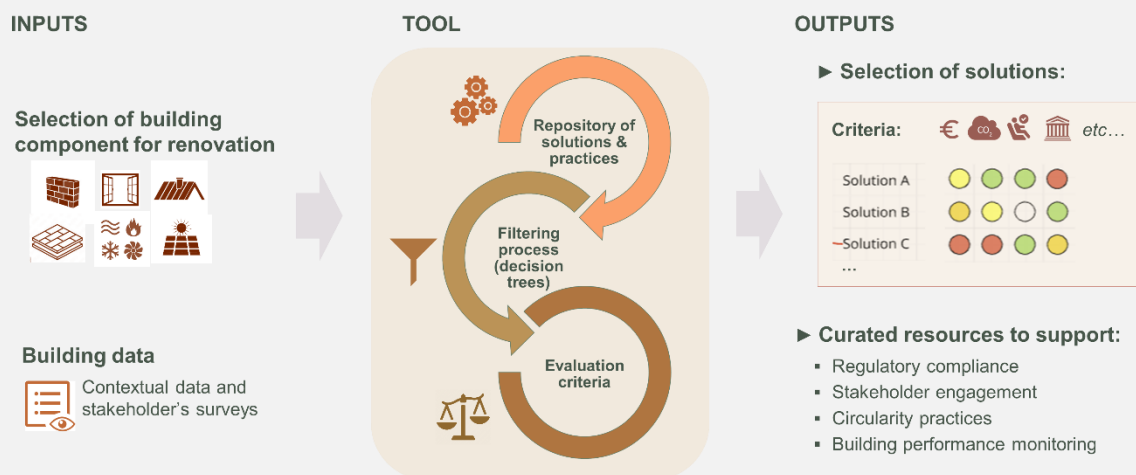 INPUTS
Selection of building
component for renovation
Building data
Contextual data and
stakeholder's surveys
TOOL
Repository of
solutions &
practices
Filtering
process
(decision
trees)
Evaluation
criteria
OUTPUTS
► Selection of solutions:
Criteria: € CO₂ etc…
Solution A
Solution B
Solution C
...
► Curated resources to support:
▪ Regulatory compliance
▪ Stakeholder engagement
▪ Circularity practices
▪ Building performance monitoring